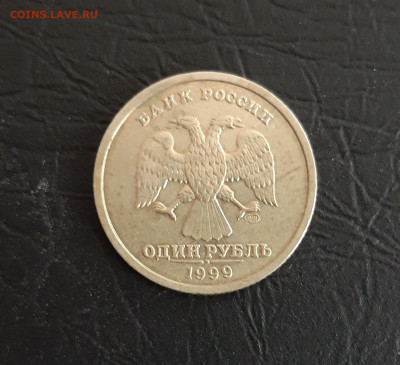 COINS.LAVE.RU
БАНК РОССИИ
ОДИН РУБЛЬ
1999